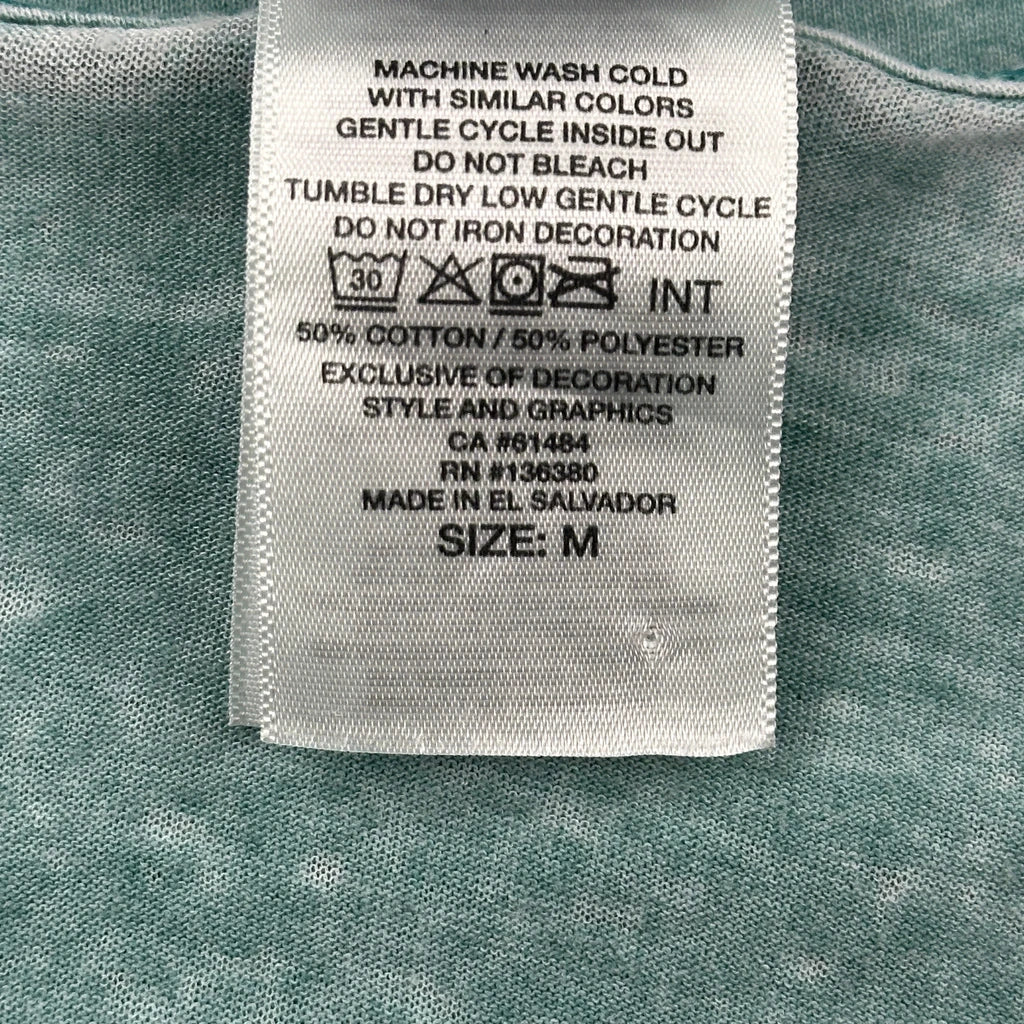 MACHINE WASH COLD
WITH SIMILAR COLORS
GENTLE CYCLE INSIDE OUT
DO NOT BLEACH
TUMBLE DRY LOW GENTLE CYCLE
DO NOT IRON DECORATION
30 INT
50% COTTON / 50% POLYESTER
EXCLUSIVE OF DECORATION
STYLE AND GRAPHICS
CA #61484
RN #136380
MADE IN EL SALVADOR
SIZE: M